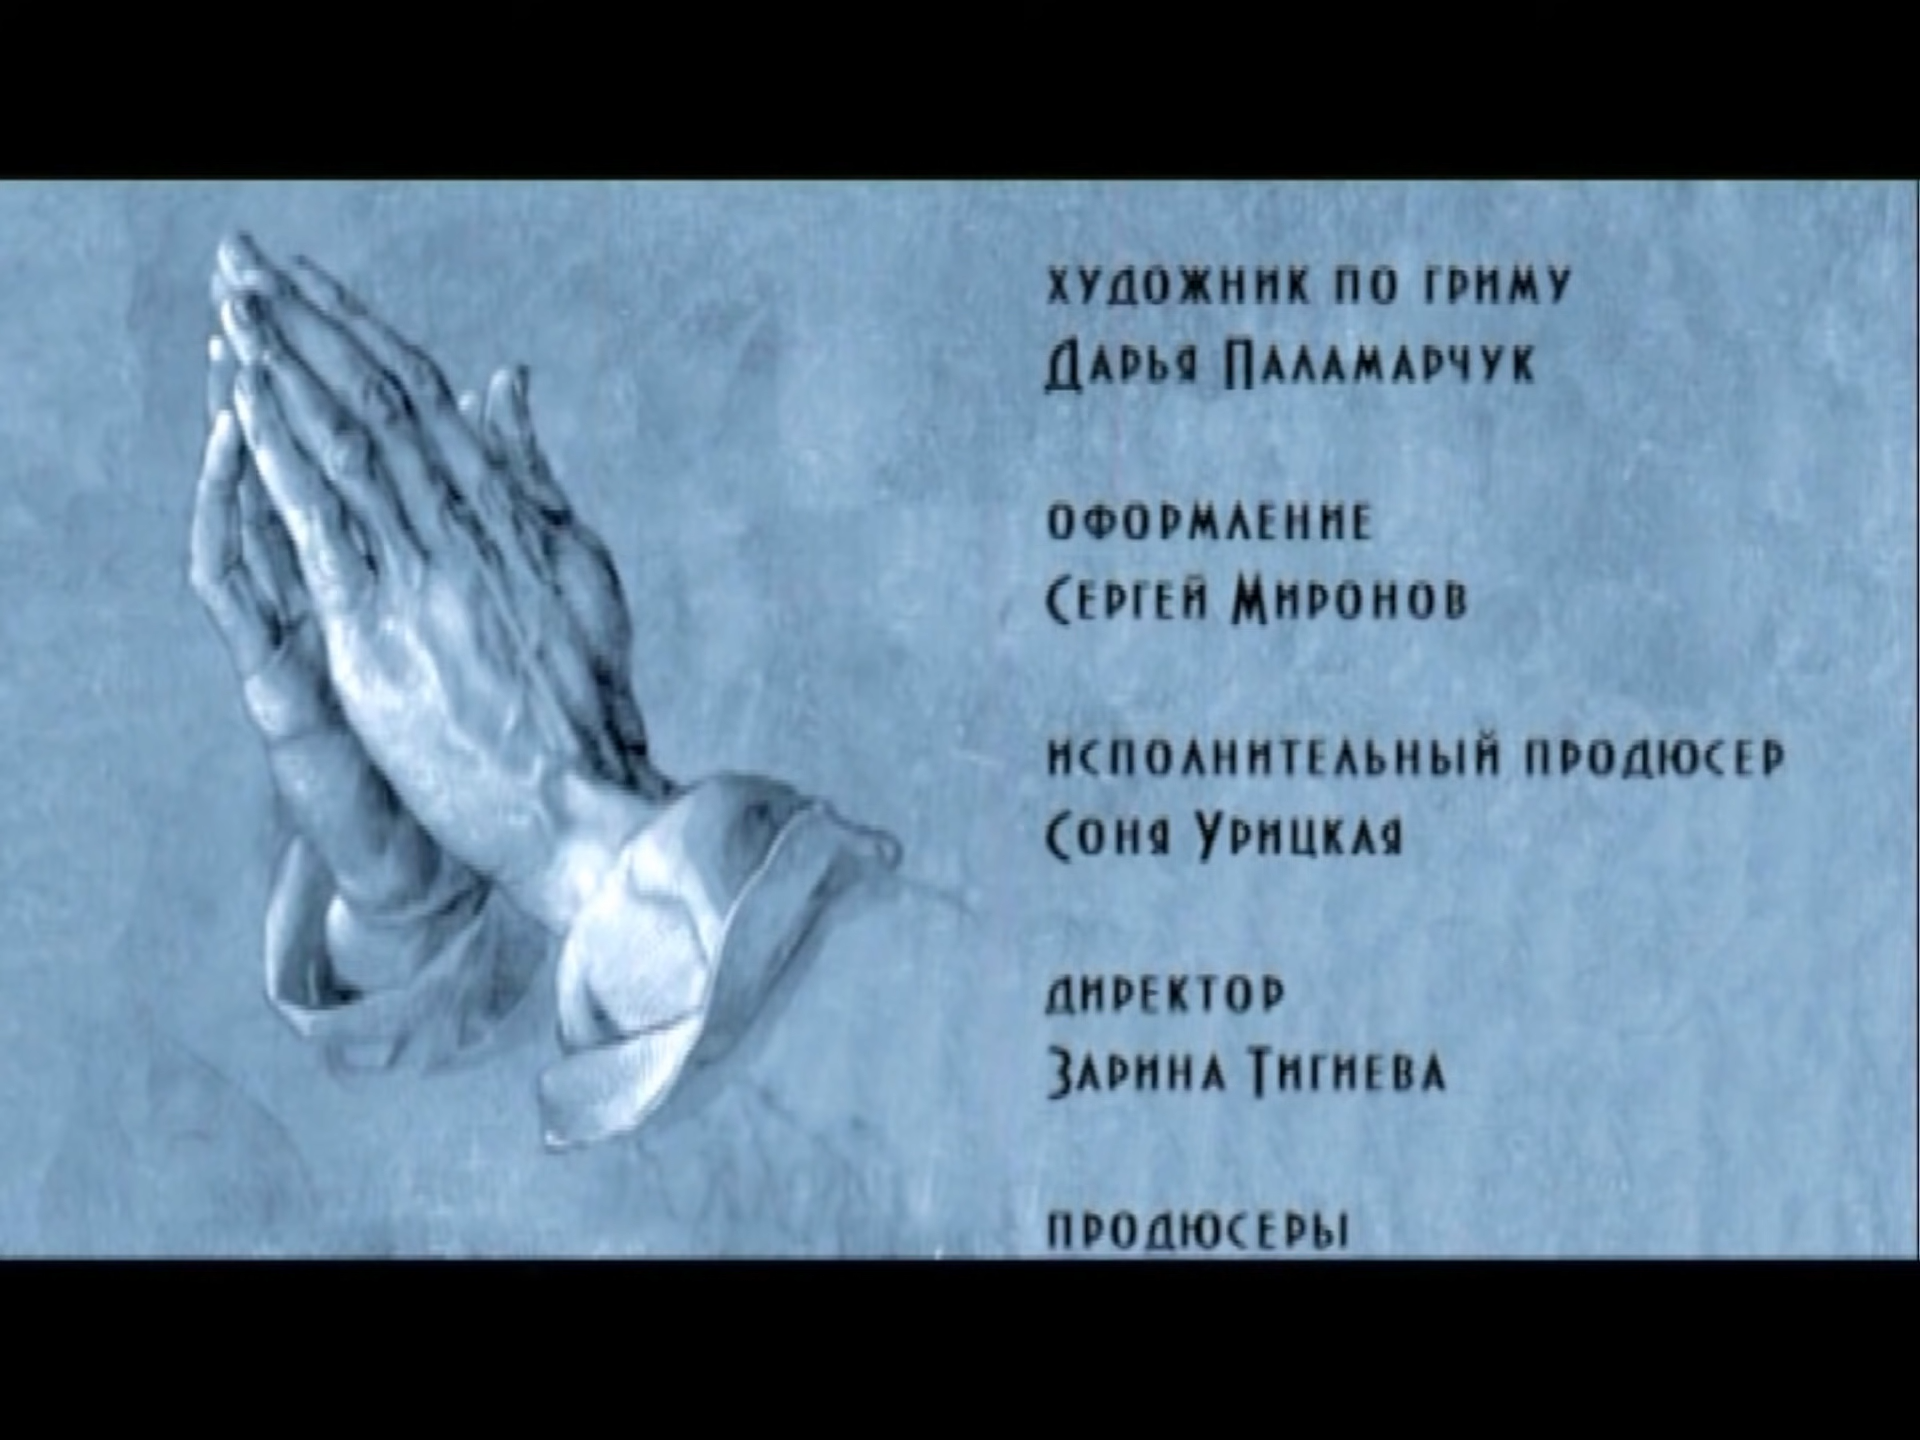 художник по гриму
Дарья Паламарчук
оформление
Сергей Миронов
исполнительный продюсер
Соня Урицкая
директор
Зарина Тигиева
продюсеры